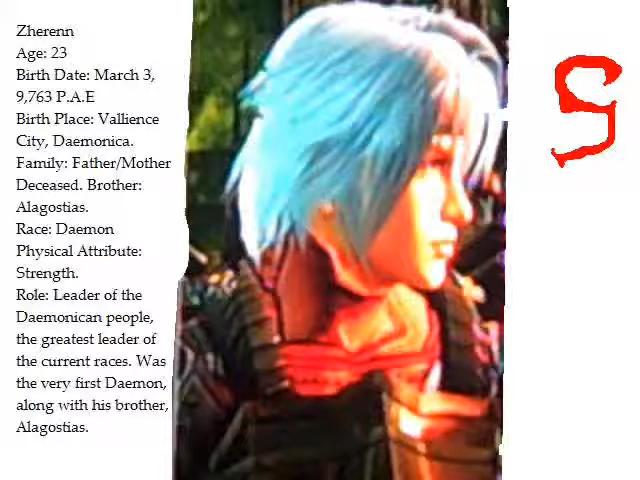 Zherenn
Age: 23
Birth Date: March 3,
9,763 P.A.E
Birth Place: Vallience
City, Daemonica.
Family: Father/Mother
Deceased. Brother:
Alagostias.
Race: Daemon
Physical Attribute:
Strength.
Role: Leader of the
Daemonican people,
the greatest leader of
the current races. Was
the very first Daemon,
along with his brother,
Alagostias.
5